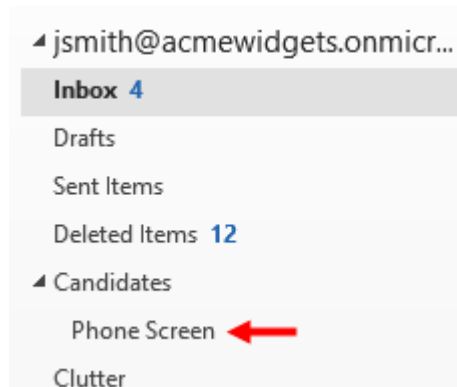 jsmith@acmewidgets.onmicr...
Inbox 4
Drafts
Sent Items
Deleted Items 12
Candidates
Phone Screen
Clutter